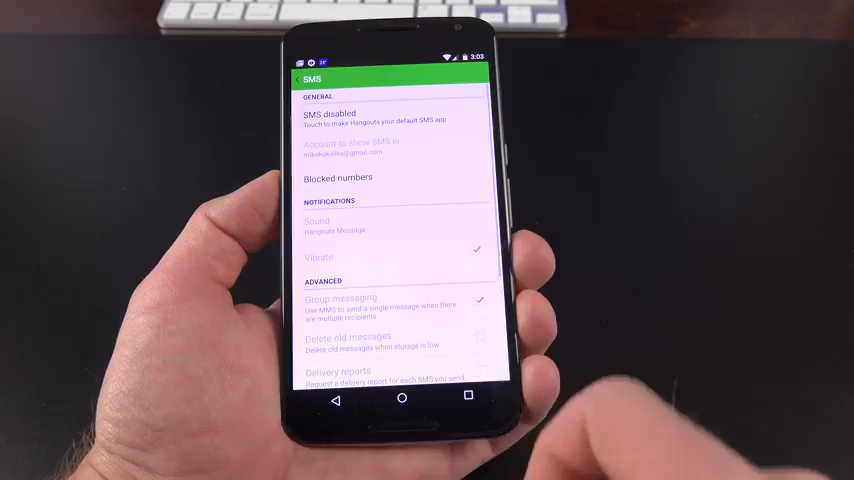 3:03
SMS
GENERAL
SMS disabled
Touch to make Hangouts your default SMS app
Account to show SMS in
mikekukielka@gmail.com
Blocked numbers
NOTIFICATIONS
Sound
Hangouts Message
Vibrate
ADVANCED
Group messaging
Use MMS to send a single message when there
are multiple recipients
Delete old messages
Delete old messages when storage is low
Delivery reports
Request a delivery report for each SMS you send